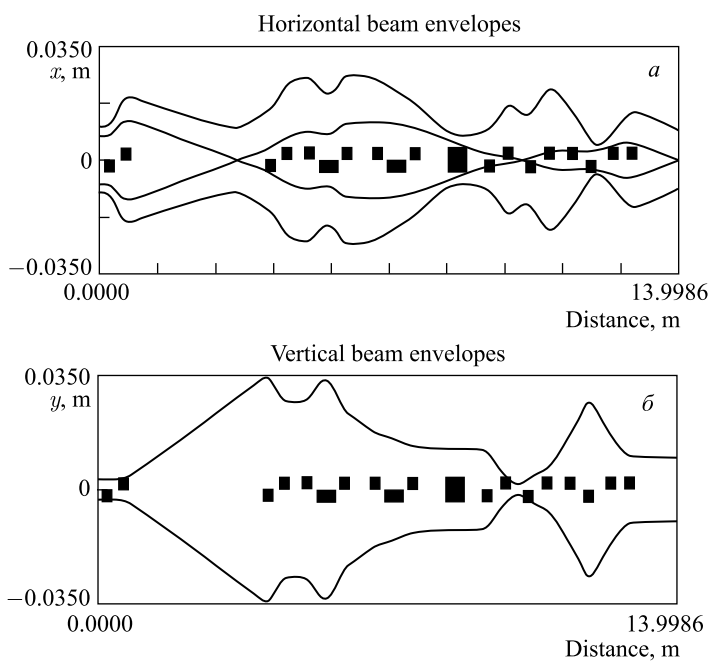 Horizontal beam envelopes
0.0350
x, m
а
0
−0.0350
0.0000
13.9986
Distance, m
Vertical beam envelopes
0.0350
y, m
б
0
−0.0350
0.0000
13.9986
Distance, m